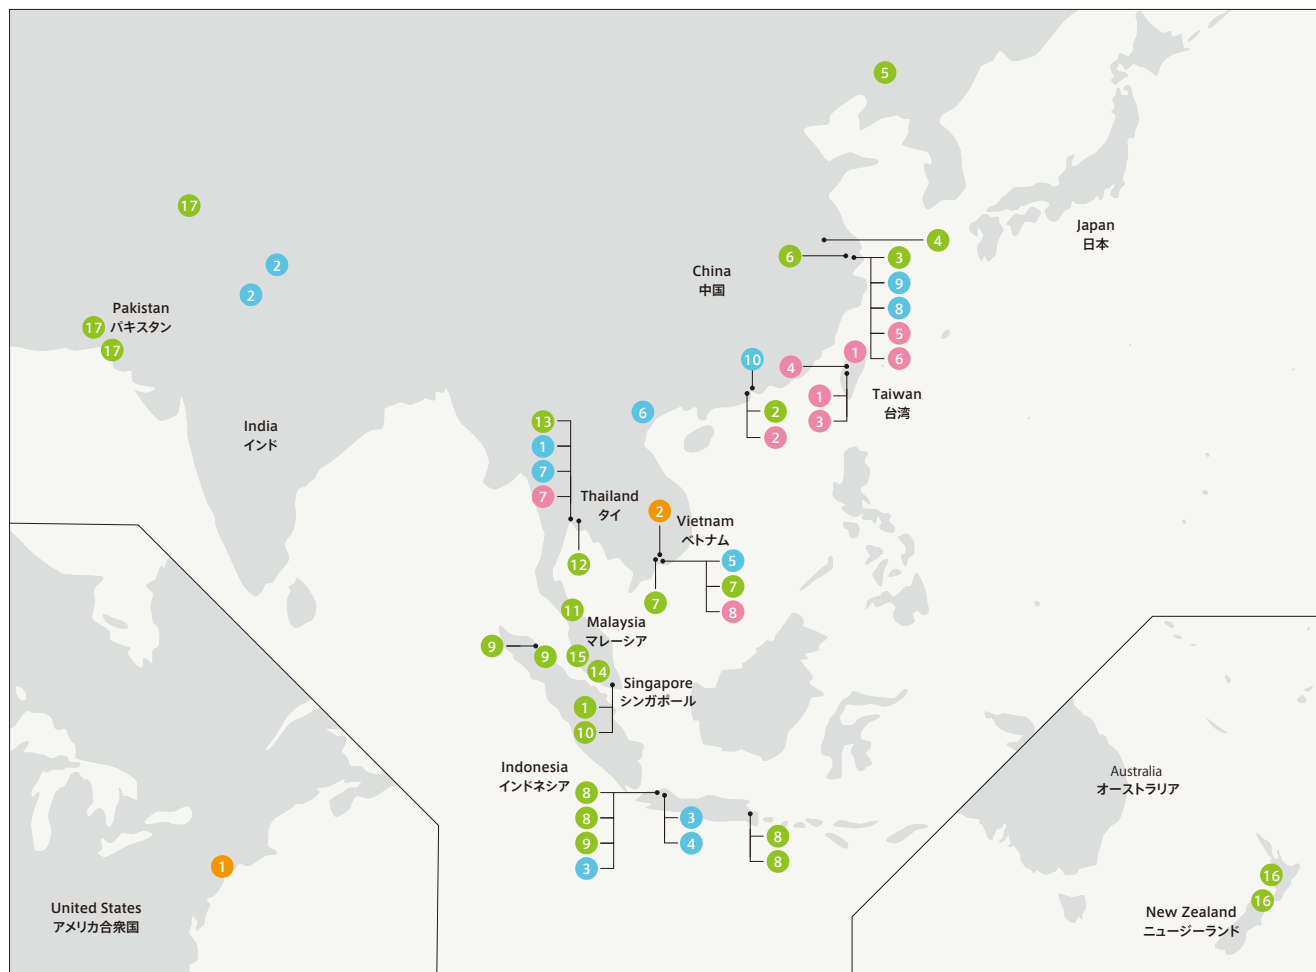 5
17
Japan
日本
4
6
3
China
中国
2
9
2
8
Pakistan
パキスタン
17
17
5
1
6
10
4
Taiwan
台湾
1
3
2
2
6
India
インド
13
1
7
7
Thailand
タイ
2
Vietnam
ベトナム
12
5
7
7
8
11
Malaysia
マレーシア
9
9
15
14
Singapore
シンガポール
1
10
Indonesia
インドネシア
8
8
9
3
3
4
8
8
Australia
オーストラリア
1
United States
アメリカ合衆国
16
16
New Zealand
ニュージーランド